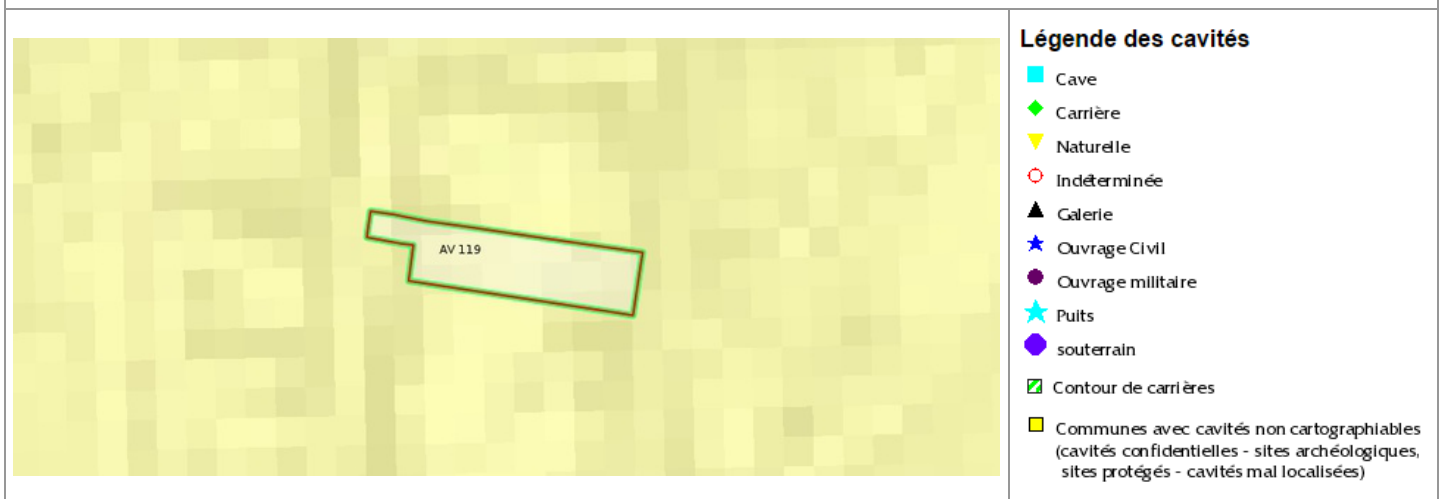 AV 119
Légende des cavités
Cave
Carrière
Naturelle
Indéterminée
Galerie
Ouvrage Civil
Ouvrage militaire
Puits
souterrain
Contour de carrières
Communes avec cavités non cartographiables
(cavités confidentielles - sites archéologiques,
sites protégés - cavités mal localisées)